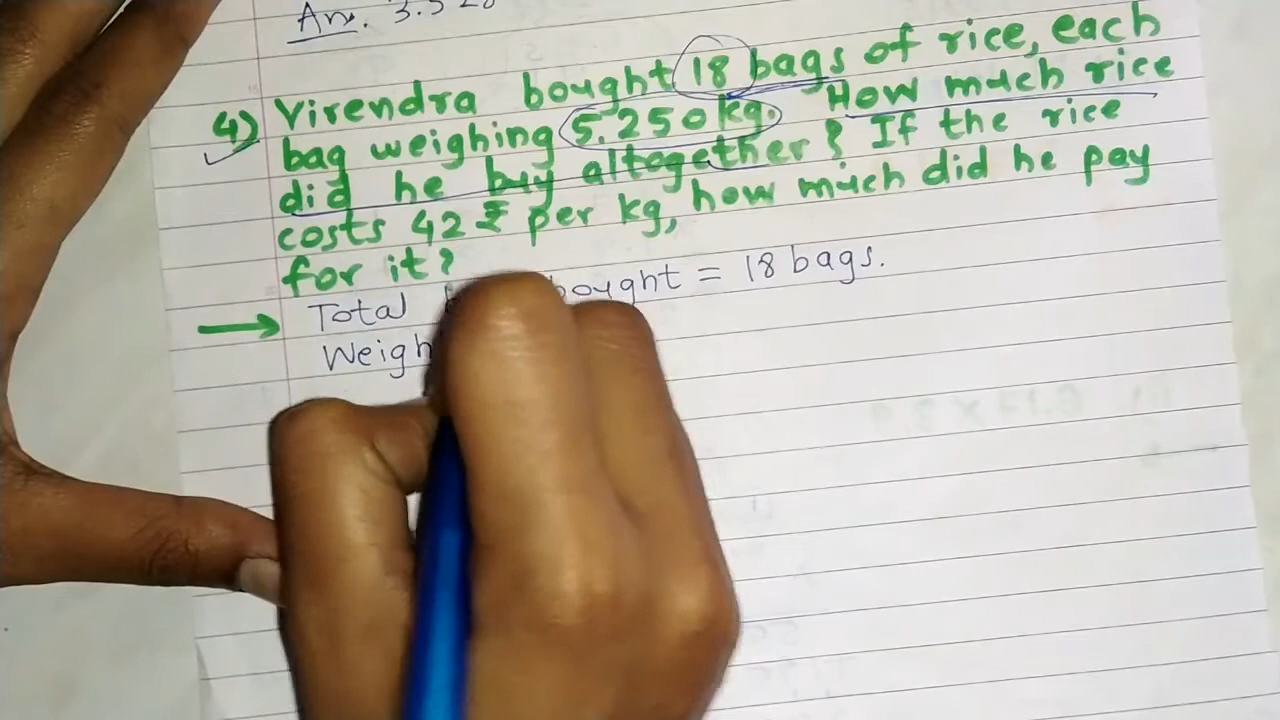 Ans. 3.5
4) Virendra bought 18 bags of rice, each
bag weighing 5.250 kg. How much rice
did he buy altogether? If the rice
costs 42 ₹ per kg, how much did he pay
for it?
→ Total bought = 18 bags.
Weigh